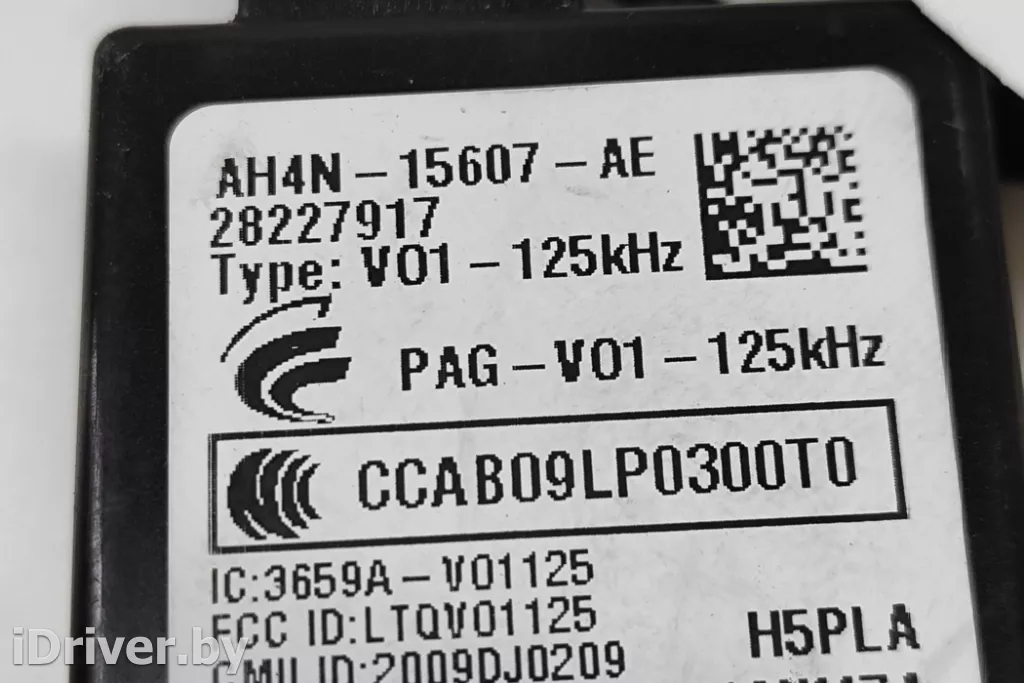 AH4N-15607-AE
28227917
Type: V01-125kHz
PAG-V01-125kHz
CCAB09LP0300T0
IC:3659A-V01125
FCC ID:LTQV01125
H5PLA
CMII ID:2009DJ0209
iDriver.by